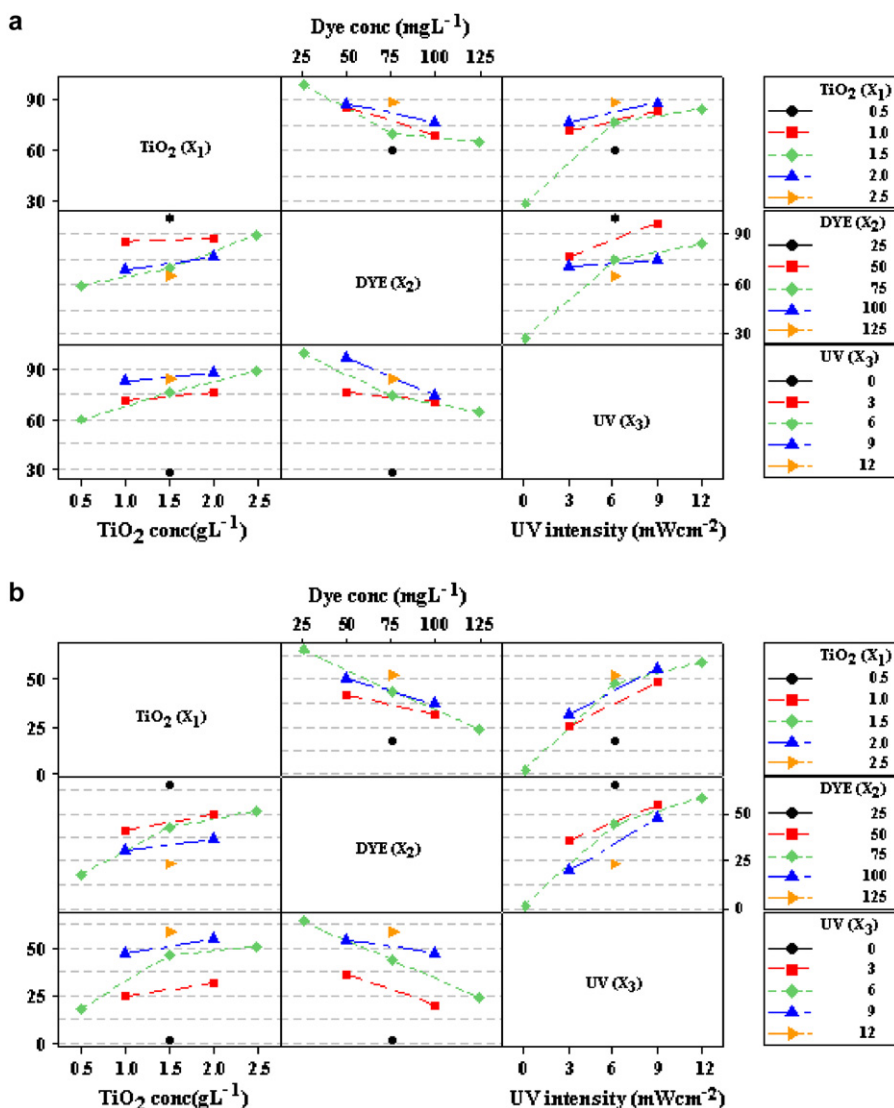 a
Dye conc (mgL-1)
25 50 75 100 125
90
60
30
TiO2 (X1)
TiO2 (X1)
0.5
1.0
1.5
2.0
2.5
90
60
30
DYE (X2)
90
60
30
DYE (X2)
25
50
75
100
125
90
60
30
UV (X3)
UV (X3)
0
3
6
9
12
0.5 1.0 1.5 2.0 2.5
0 3 6 9 12
TiO2 conc(gL-1)
UV intensity (mWcm-2)
b
Dye conc (mgL-1)
25 50 75 100 125
50
25
0
TiO2 (X1)
TiO2 (X1)
0.5
1.0
1.5
2.0
2.5
DYE (X2)
50
25
0
DYE (X2)
25
50
75
100
125
50
25
0
UV (X3)
UV (X3)
0
3
6
9
12
0.5 1.0 1.5 2.0 2.5
0 3 6 9 12
TiO2 conc(gL-1)
UV intensity (mWcm-2)